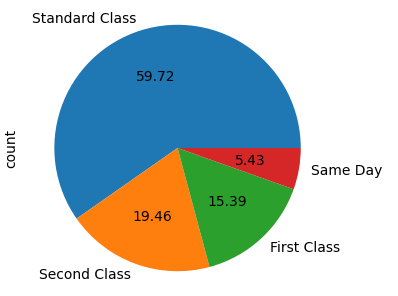 Standard Class
59.72
count
5.43
Same Day
15.39
19.46
First Class
Second Class